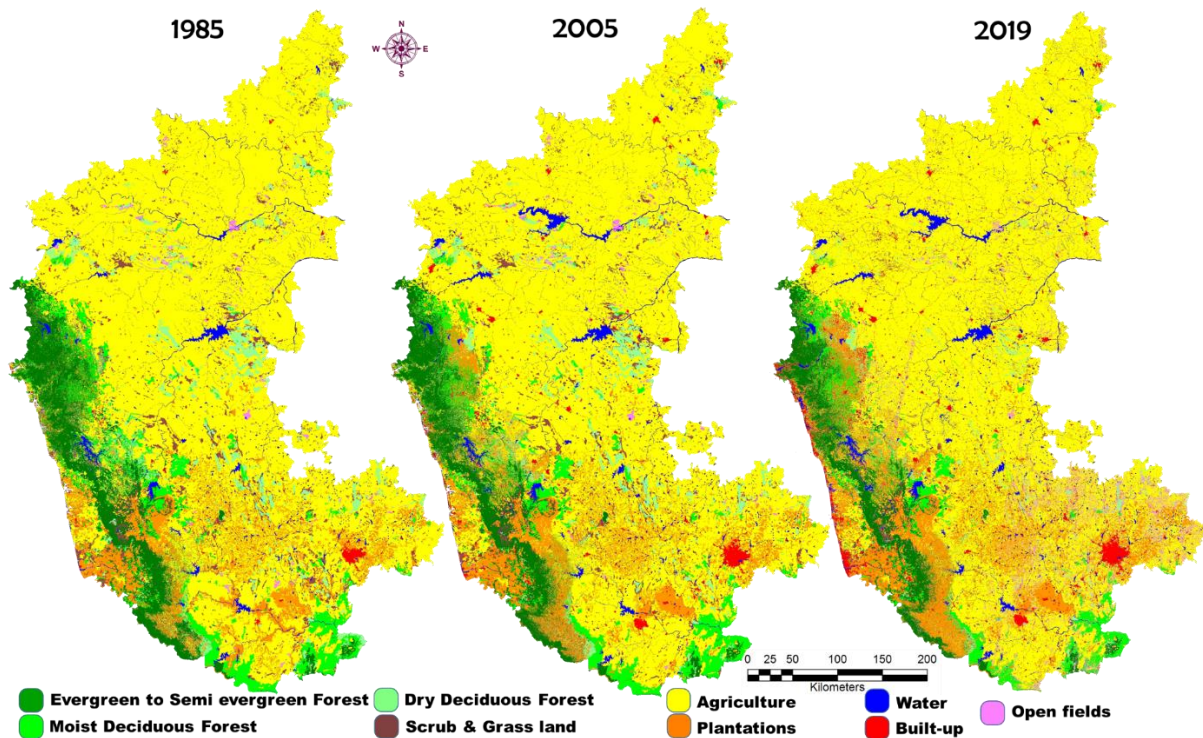 1985
2005
2019
N
W E
S
0 25 50 100 150 200
Kilometers
Evergreen to Semi evergreen Forest
Dry Deciduous Forest
Agriculture
Water
Open fields
Moist Deciduous Forest
Scrub & Grass land
Plantations
Built-up